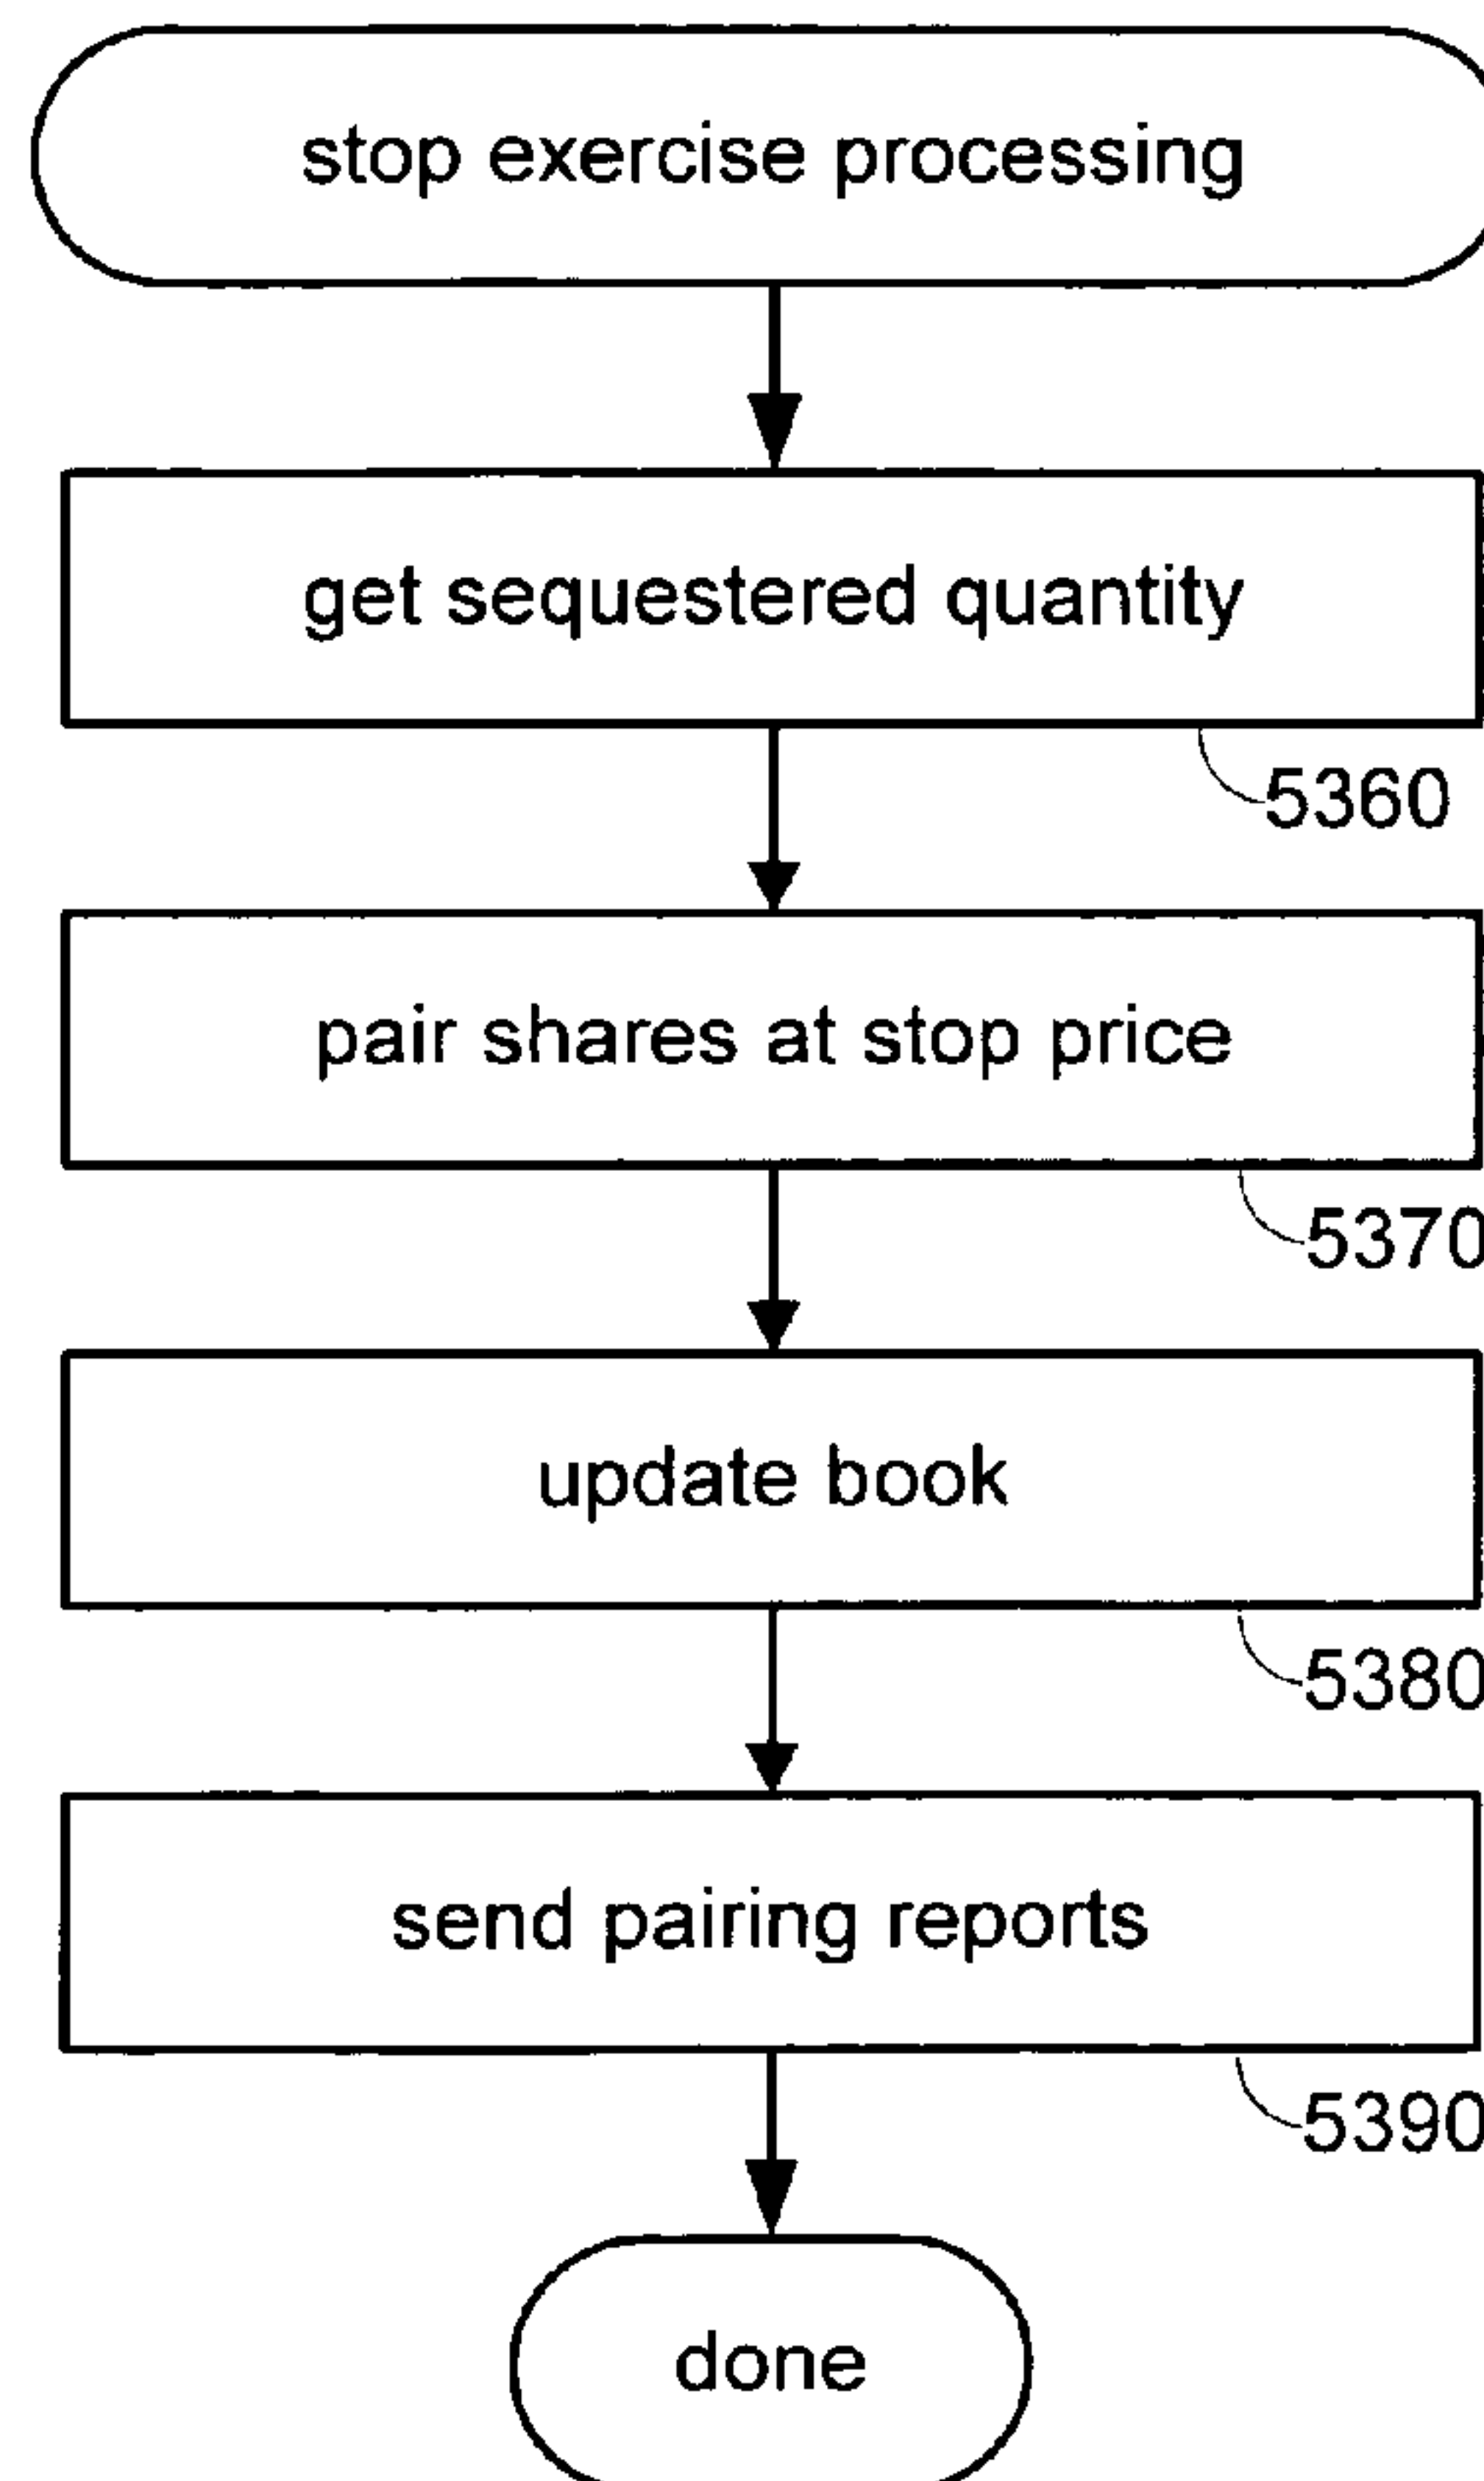 stop exercise processing
get sequestered quantity
5360
pair shares at stop price
5370
update book
5380
send pairing reports
5390
done